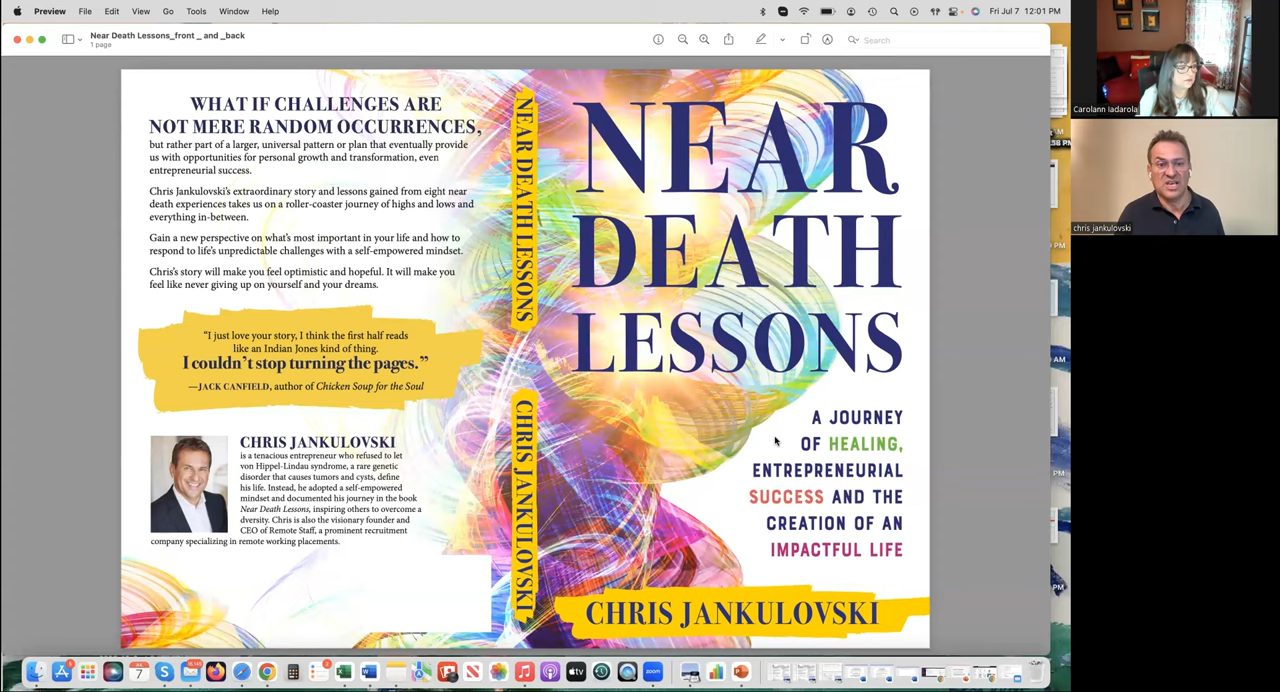 Preview File Edit View Go Tools Window Help
Fri Jul 7 12:01 PM
Near Death Lessons_front _ and _back
1 page
Search
WHAT IF CHALLENGES ARE
NOT MERE RANDOM OCCURRENCES,
but rather part of a larger, universal pattern or plan that eventually provide
us with opportunities for personal growth and transformation, even
entrepreneurial success.
Chris Jankulovski's extraordinary story and lessons gained from eight near
death experiences takes us on a roller-coaster journey of highs and lows and
everything in-between.
Gain a new perspective on what's most important in your life and how to
respond to life's unpredictable challenges with a self-empowered mindset.
Chris's story will make you feel optimistic and hopeful. It will make you
feel like never giving up on yourself and your dreams.
"I just love your story, I think the first half reads
like an Indian Jones kind of thing.
I couldn't stop turning the pages."
—JACK CANFIELD, author of Chicken Soup for the Soul
CHRIS JANKULOVSKI
is a tenacious entrepreneur who refused to let
von Hippel-Lindau syndrome, a rare genetic
disorder that causes tumors and cysts, define
his life. Instead, he adopted a self-empowered
mindset and documented his journey in the book
Near Death Lessons, inspiring others to overcome a
dversity. Chris is also the visionary founder and
CEO of Remote Staff, a prominent recruitment
company specializing in remote working placements.
NEAR DEATH LESSONS
CHRIS JANKULOVSKI
NEAR
DEATH
LESSONS
A JOURNEY
OF HEALING,
ENTREPRENEURIAL
SUCCESS AND THE
CREATION OF AN
IMPACTFUL LIFE
CHRIS JANKULOVSKI
Carolann Iadarola
chris jankulovski
zoom